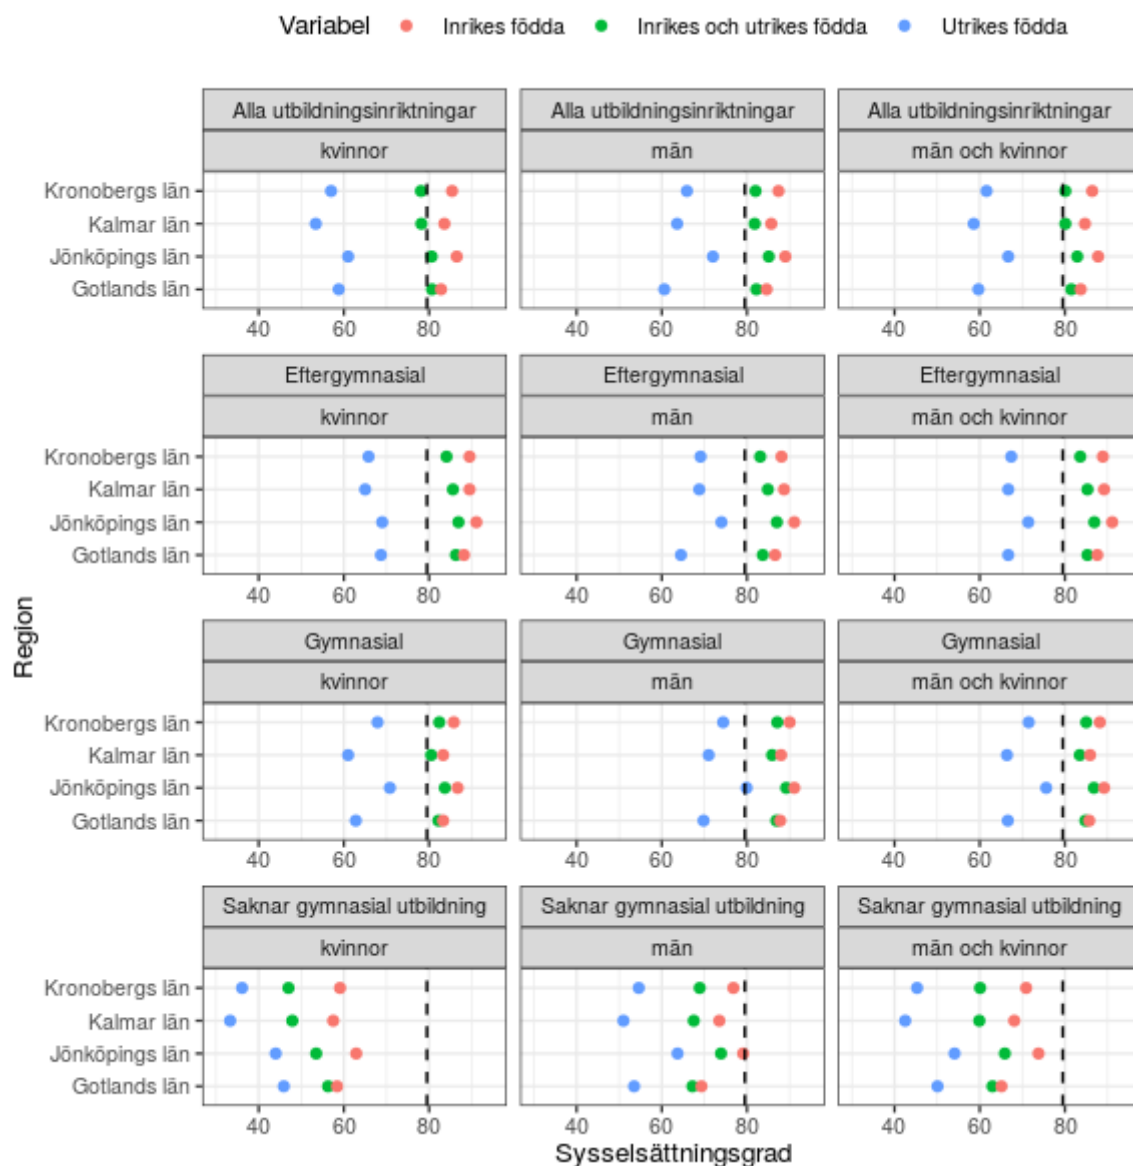 Variabel Inrikes födda Inrikes och utrikes födda Utrikes födda
Alla utbildningsinriktningar Alla utbildningsinriktningar Alla utbildningsinriktningar
kvinnor män män och kvinnor
Kronobergs län
Kalmar län
Jönköpings län
Gotlands län
40 60 80 40 60 80 40 60 80
Eftergymnasial Eftergymnasial Eftergymnasial
kvinnor män män och kvinnor
Kronobergs län
Kalmar län
Jönköpings län
Gotlands län
40 60 80 40 60 80 40 60 80
Region
Gymnasial Gymnasial Gymnasial
kvinnor män män och kvinnor
Kronobergs län
Kalmar län
Jönköpings län
Gotlands län
40 60 80 40 60 80 40 60 80
Saknar gymnasial utbildning Saknar gymnasial utbildning Saknar gymnasial utbildning
kvinnor män män och kvinnor
Kronobergs län
Kalmar län
Jönköpings län
Gotlands län
40 60 80 40 60 80 40 60 80
Sysselsättningsgrad